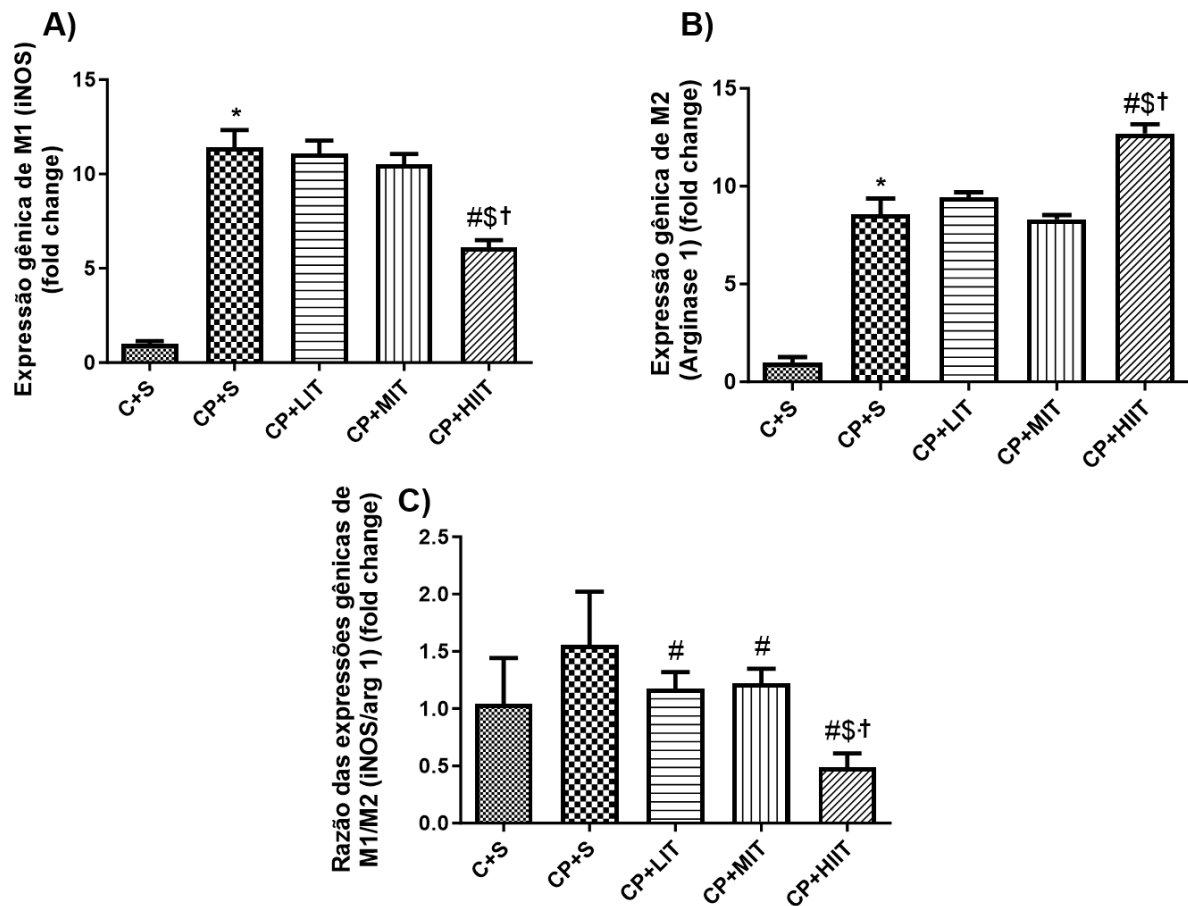 A)
Expressão gênica de M1 (iNOS)
(fold change)
15
10
5
0
*
#$†
C+S
CP+S
CP+LIT
CP+MIT
CP+HIIT
B)
Expressão gênica de M2
(Arginase 1) (fold change)
15
10
5
0
*
#$†
C+S
CP+S
CP+LIT
CP+MIT
CP+HIIT
C)
Razão das expressões gênicas de
M1/M2 (iNOS/arg 1) (fold change)
2.5
2.0
1.5
1.0
0.5
0.0
#
#
#$·†
C+S
CP+S
CP+LIT
CP+MIT
CP+HIIT